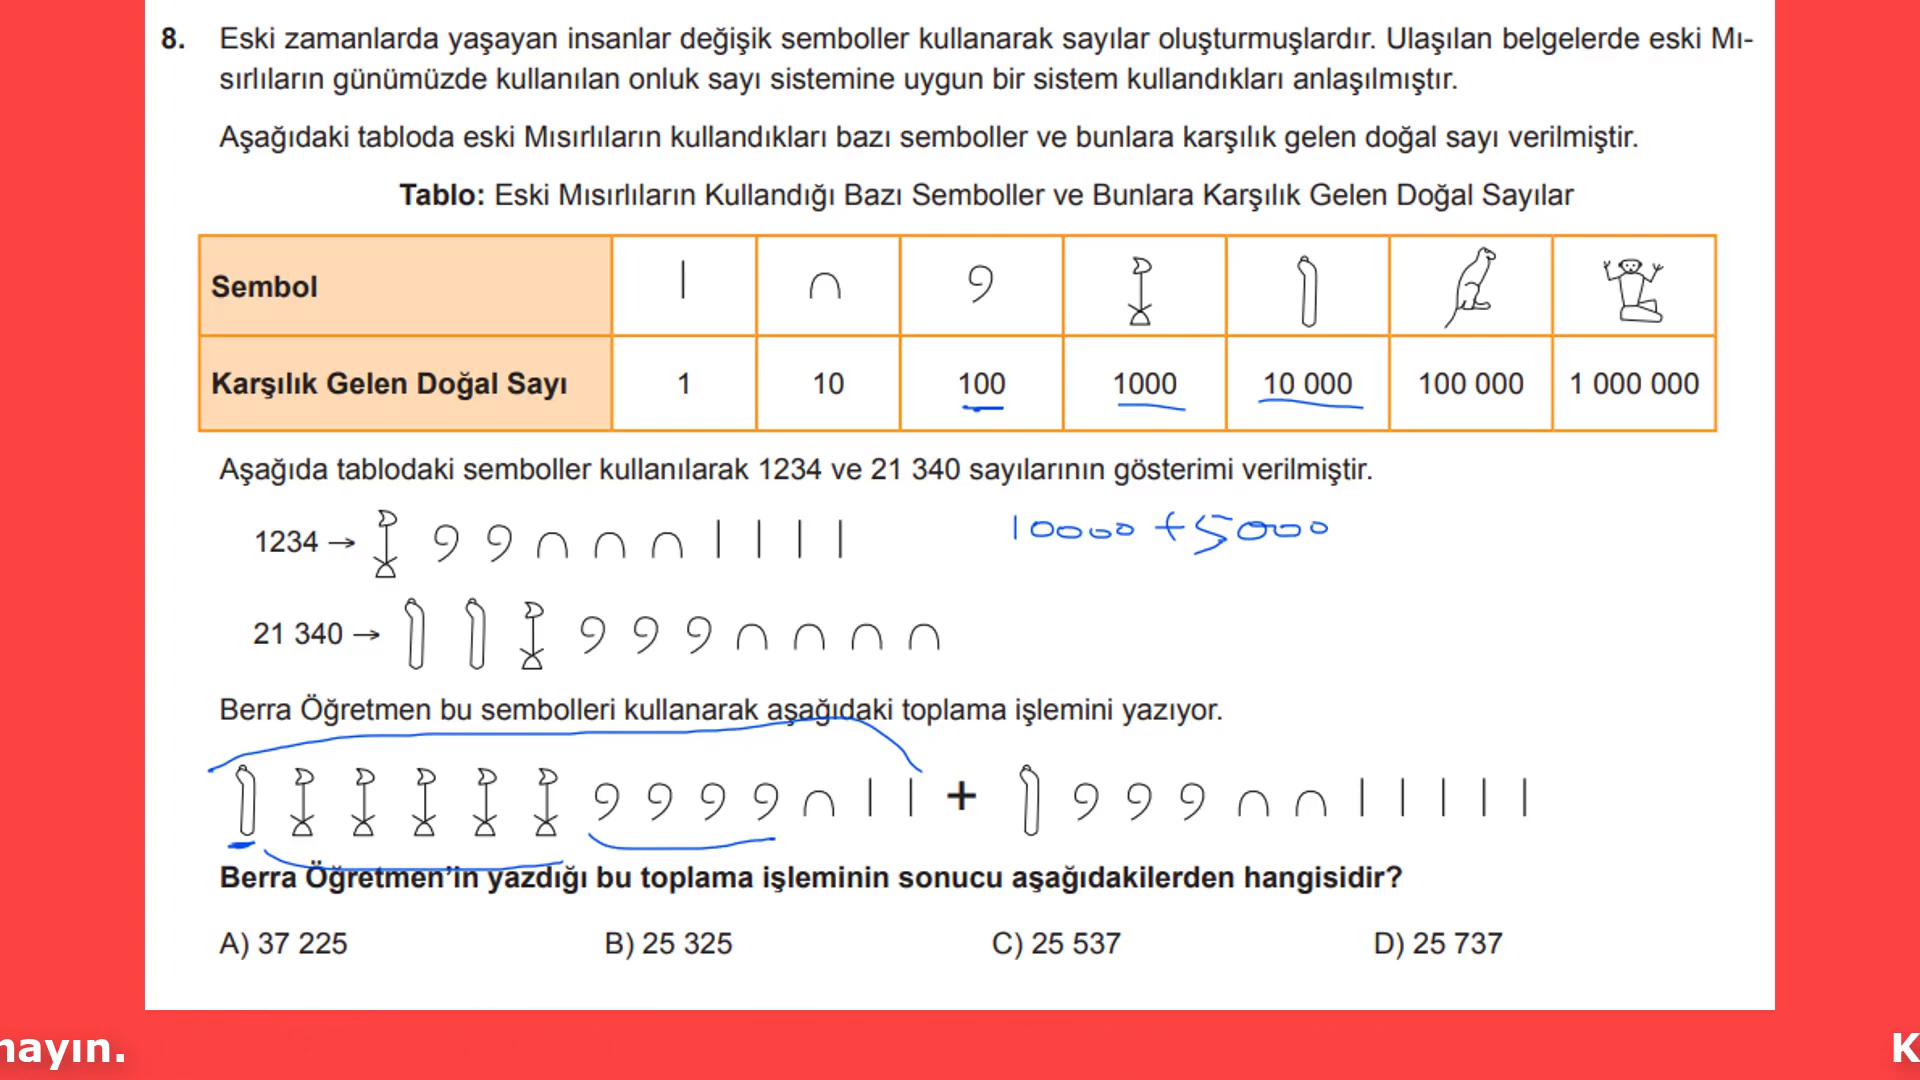 8. Eski zamanlarda yaşayan insanlar değişik semboller kullanarak sayılar oluşturmuşlardır. Ulaşılan belgelerde eski Mı-
sırlıların günümüzde kullanılan onluk sayı sistemine uygun bir sistem kullandıkları anlaşılmıştır.
Aşağıdaki tabloda eski Mısırlıların kullandıkları bazı semboller ve bunlara karşılık gelen doğal sayı verilmiştir.
Tablo: Eski Mısırlıların Kullandığı Bazı Semboller ve Bunlara Karşılık Gelen Doğal Sayılar
Sembol
Karşılık Gelen Doğal Sayı 1 10 100 1000 10 000 100 000 1 000 000
Aşağıda tablodaki semboller kullanılarak 1234 ve 21 340 sayılarının gösterimi verilmiştir.
1234 →
10000 + 5000
21 340 →
Berra Öğretmen bu sembolleri kullanarak aşağıdaki toplama işlemini yazıyor.
+
Berra Öğretmen'in yazdığı bu toplama işleminin sonucu aşağıdakilerden hangisidir?
A) 37 225 B) 25 325 C) 25 537 D) 25 737
nayın. K